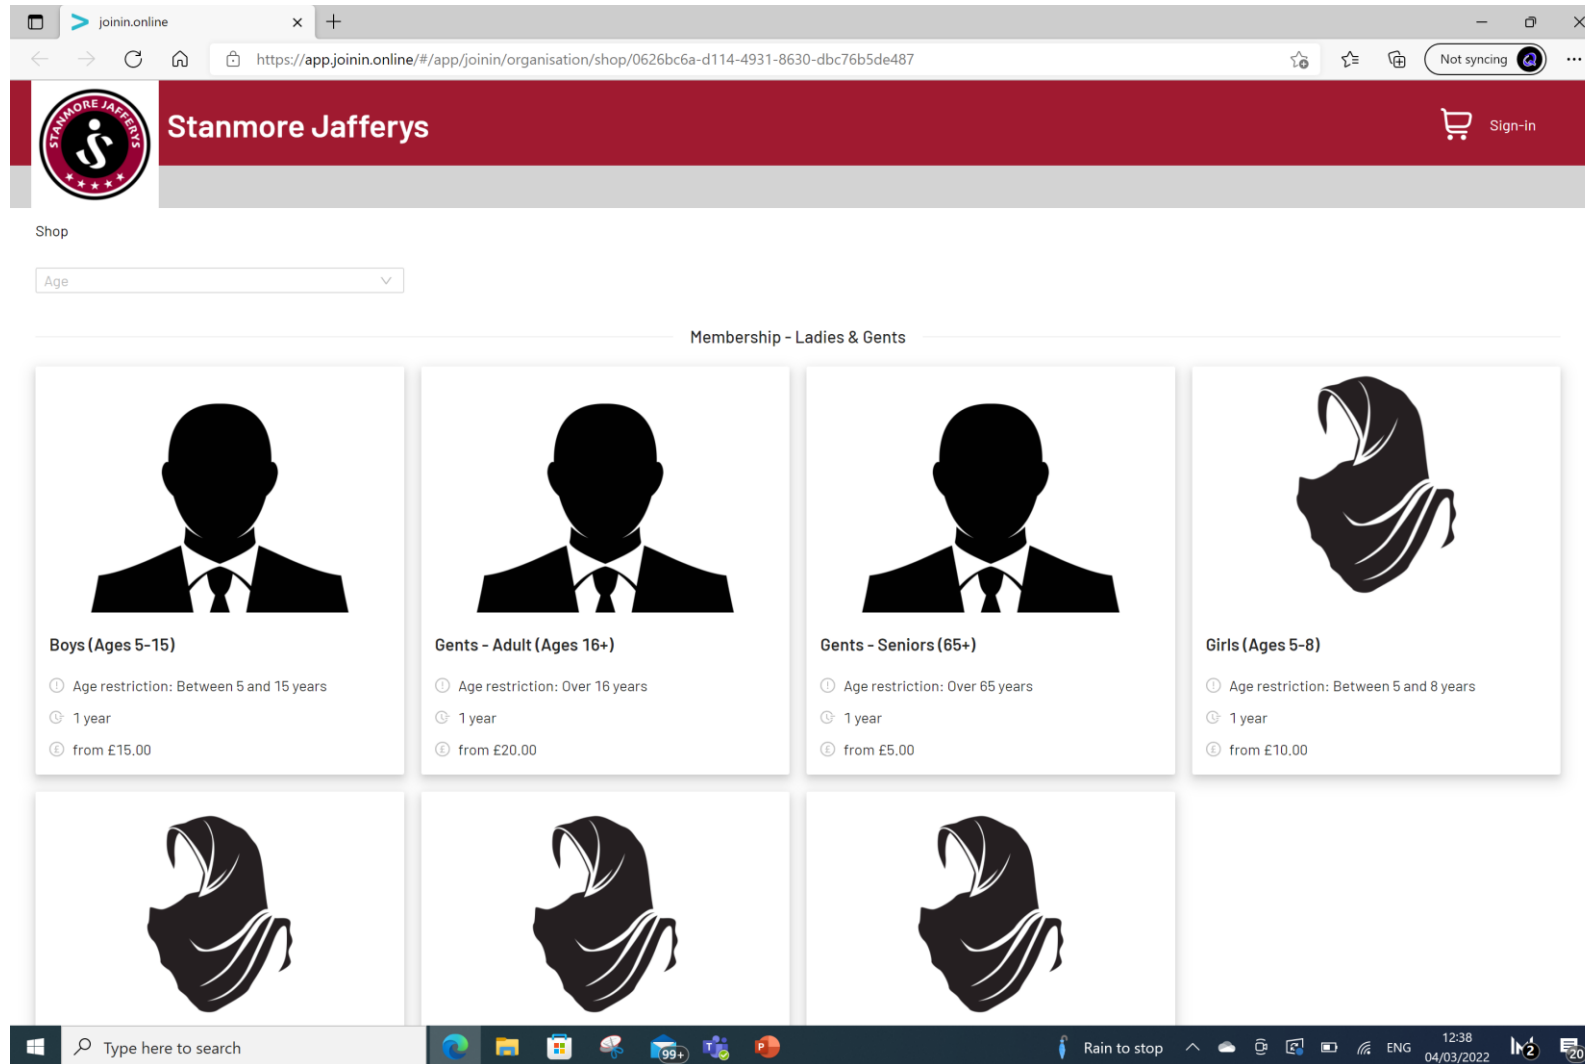 joinin.online
https://app.joinin.online/#/app/joinin/organisation/shop/0626bc6a-d114-4931-8630-dbc76b5de487
Not syncing
STANMORE JAFFERYS
Stanmore Jafferys
Sign-in
Shop
Age
Membership - Ladies & Gents
Boys (Ages 5-15)
Age restriction: Between 5 and 15 years
1 year
from £15.00
Gents - Adult (Ages 16+)
Age restriction: Over 16 years
1 year
from £20.00
Gents - Seniors (65+)
Age restriction: Over 65 years
1 year
from £5.00
Girls (Ages 5-8)
Age restriction: Between 5 and 8 years
1 year
from £10.00
Type here to search
99+
Rain to stop
ENG
12:38
04/03/2022
2
20